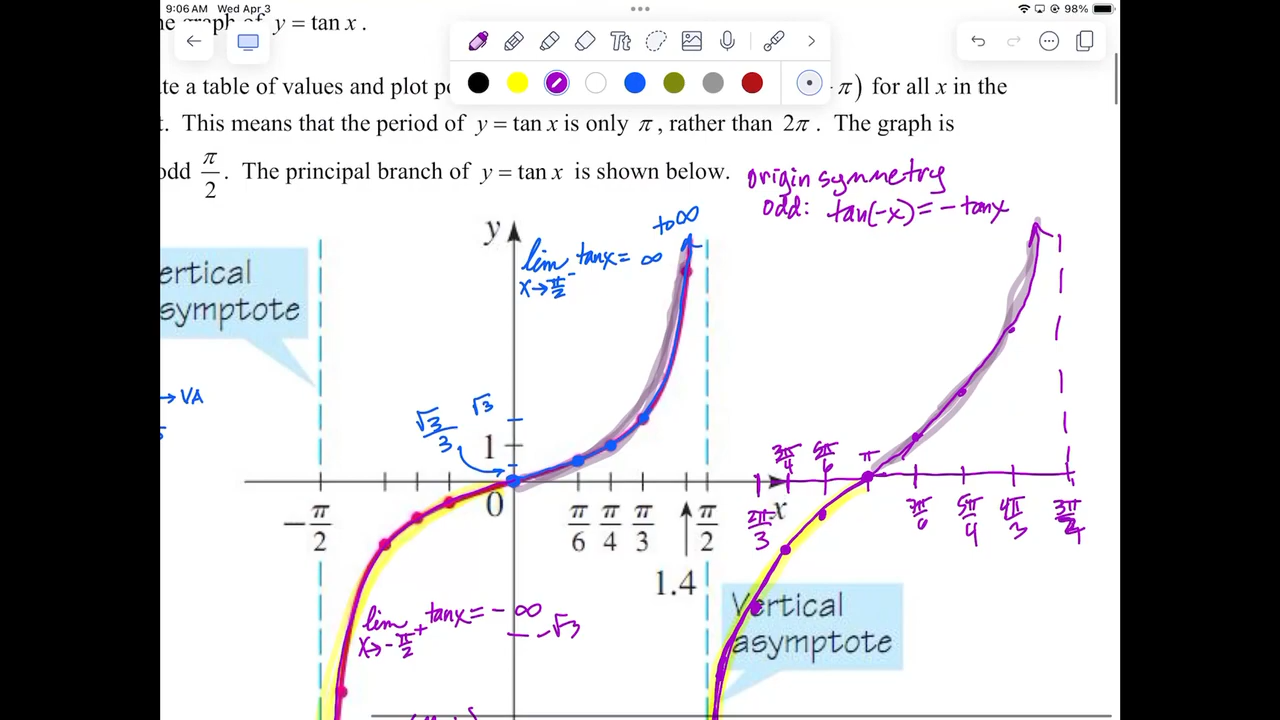 9:06 AM Wed Apr 3
98%
he graph of y = tan x .
Tt
te a table of values and plot po
π) for all x in the
t. This means that the period of y = tan x is only π, rather than 2π. The graph is
odd π/2. The principal branch of y = tan x is shown below.
origin symmetry
odd: tan(-x) = -tanx
to∞
y
lim tanx = ∞
x→π/2⁻
ertical
symptote
→ VA
√3/3
√3
1
0
-π/2
π/6 π/4 π/3 π/2
x
1.4
3π/4 5π/6 π
2π/3
7π/6 5π/4 4π/3 3π/2
lim tanx = -∞
x→-π/2⁺
-√3
Vertical
asymptote